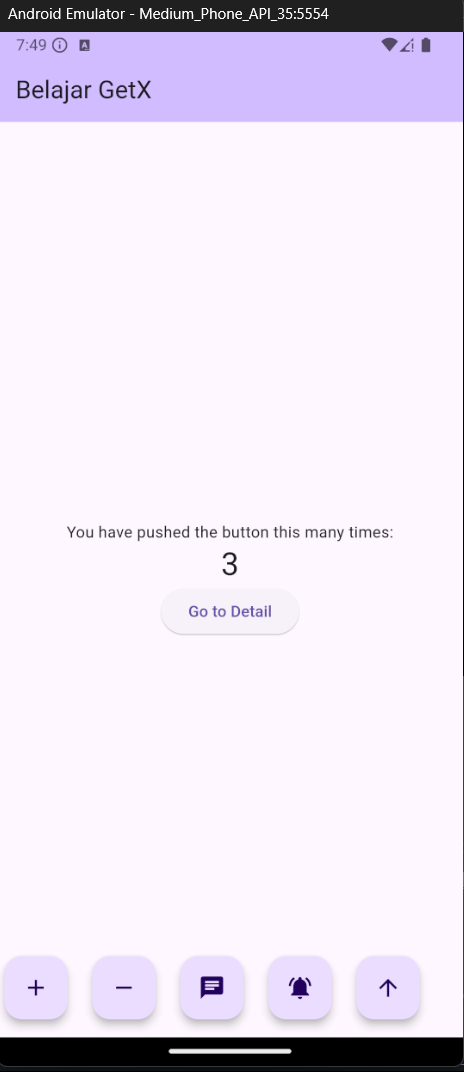 Android Emulator - Medium_Phone_API_35:5554
7:49
Belajar GetX
You have pushed the button this many times:
3
Go to Detail